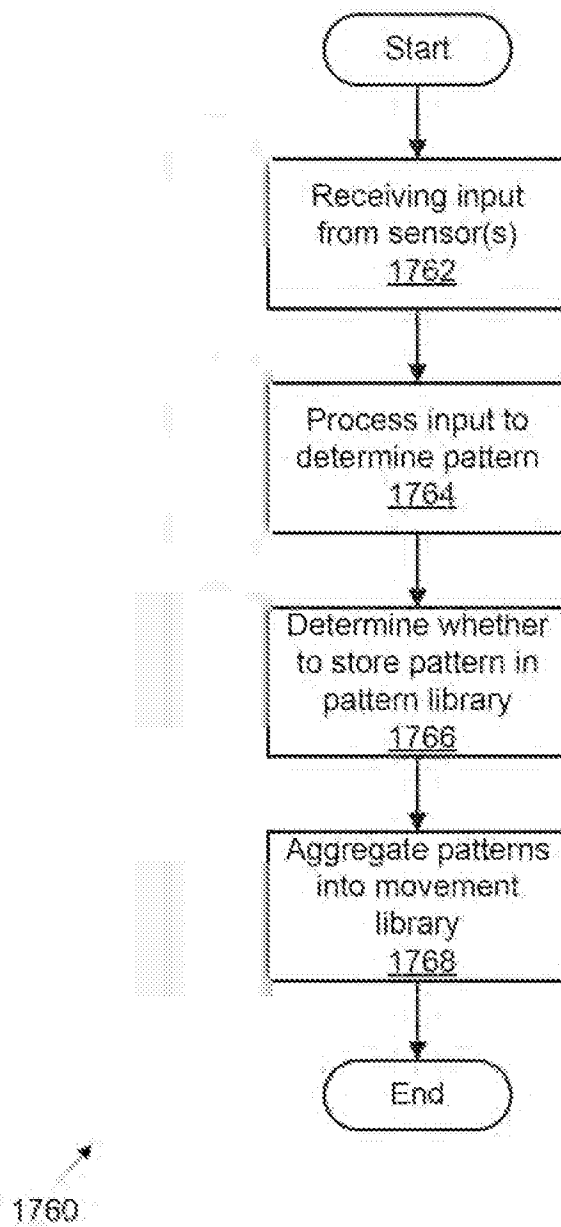 Start
Receiving input
from sensor(s)
1762
Process input to
determine pattern
1764
Determine whether
to store pattern in
pattern library
1766
Aggregate patterns
into movement
library
1768
End
1760